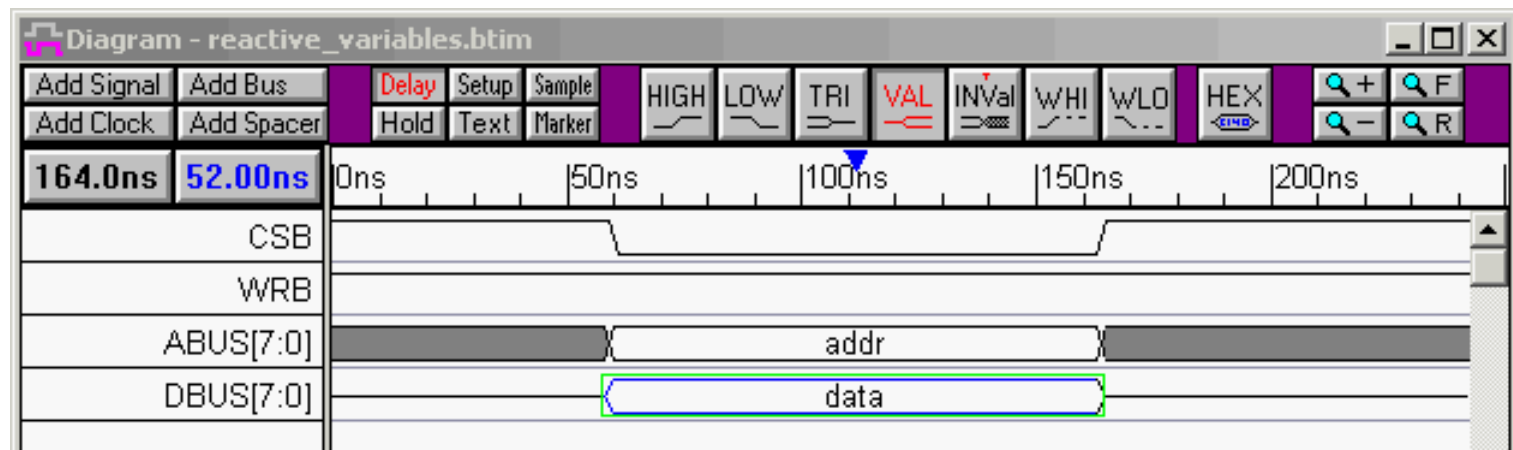 Diagram - reactive_variables.btim
Add Signal Add Bus Delay Setup Sample HIGH LOW TRI VAL INVal WHI WLO HEX + F
Add Clock Add Spacer Hold Text Marker - R
164.0ns 52.00ns 0ns 50ns 100ns 150ns 200ns
CSB
WRB
ABUS[7:0] addr
DBUS[7:0] data